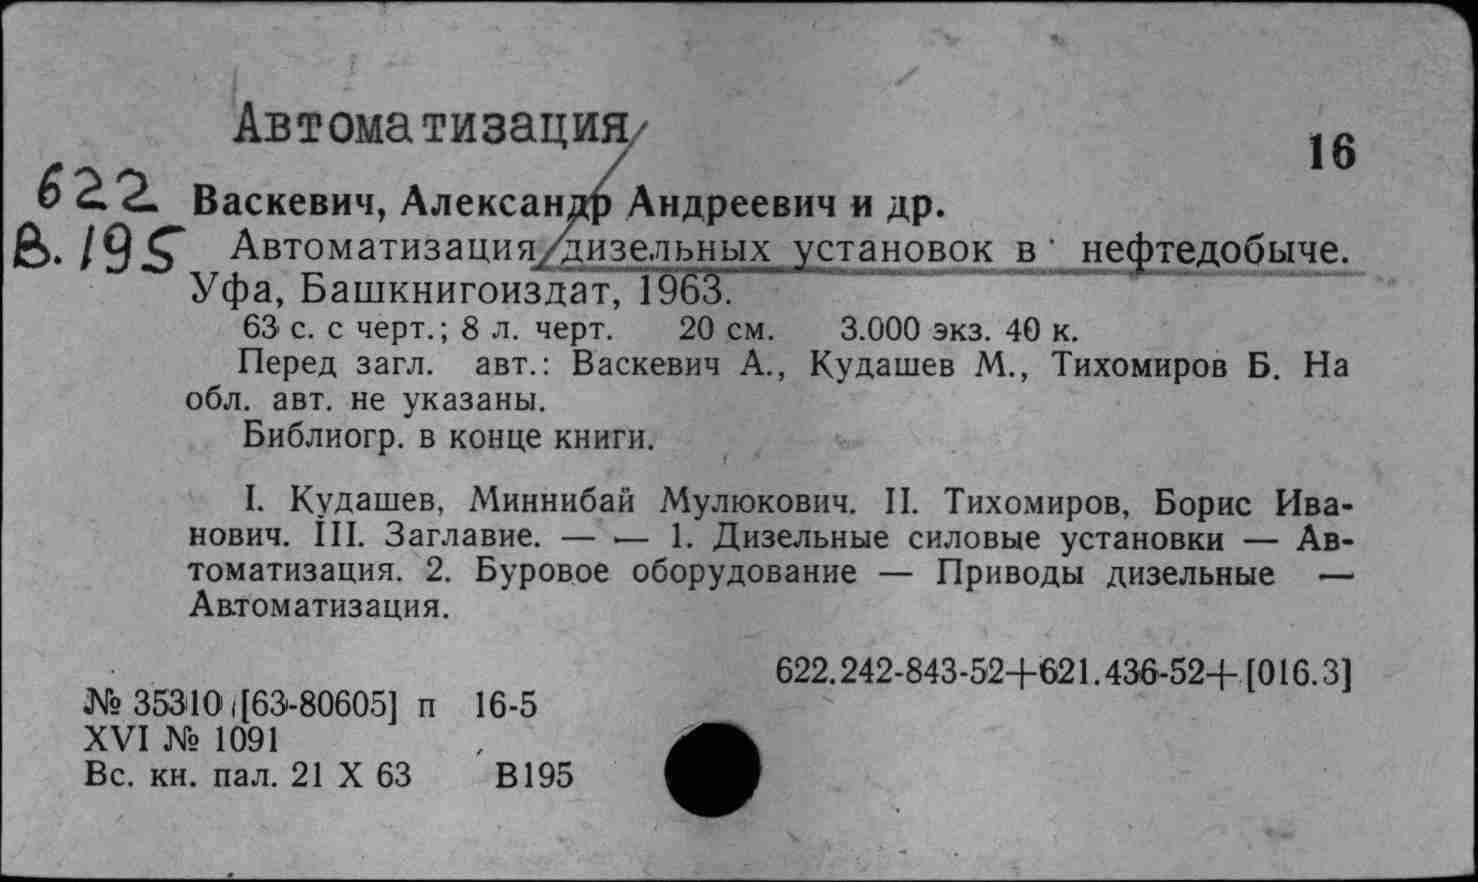 Автоматизация
16
622 Васкевич, Александр Андреевич и др.
В.195 Автоматизация дизельных установок в нефтедобыче.
Уфа, Башкнигоиздат, 1963.
63 с. с черт.; 8 л. черт. 20 см. 3.000 экз. 40 к.
Перед загл. авт.: Васкевич А., Кудашев М., Тихомиров Б. На
обл. авт. не указаны.
Библиогр. в конце книги.
I. Кудашев, Миннибай Мулюкович. II. Тихомиров, Борис Ива-
нович. III. Заглавие. — — 1. Дизельные силовые установки — Ав-
томатизация. 2. Буровое оборудование — Приводы дизельные —
Автоматизация.
622.242-843-52+621.436-52+[016.3]
№ 35310 [63-80605] п 16-5
XVI № 1091
Вс. кн. пал. 21 X 63 В195